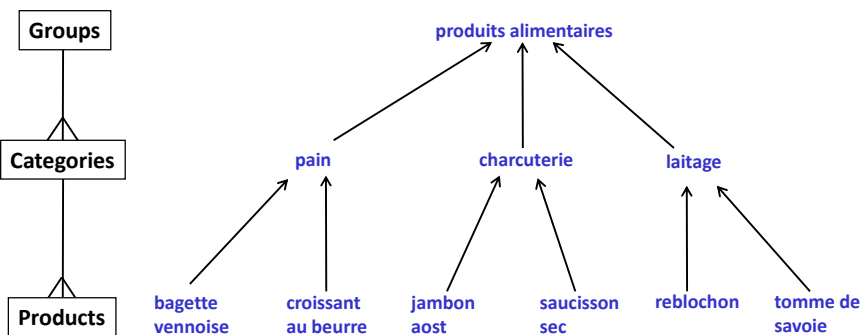 Groups
produits alimentaires
Categories
pain
charcuterie
laitage
Products
bagette
vennoise
croissant
au beurre
jambon
aost
saucisson
sec
reblochon
tomme de
savoie